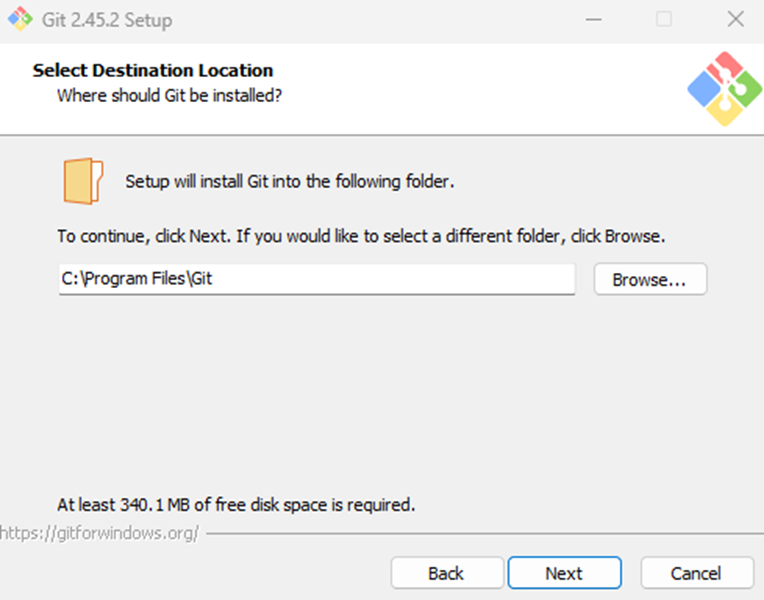 Git 2.45.2 Setup
Select Destination Location
Where should Git be installed?
Setup will install Git into the following folder.
To continue, click Next. If you would like to select a different folder, click Browse.
C:\Program Files\Git
Browse...
At least 340.1 MB of free disk space is required.
https://gitforwindows.org/
Back
Next
Cancel